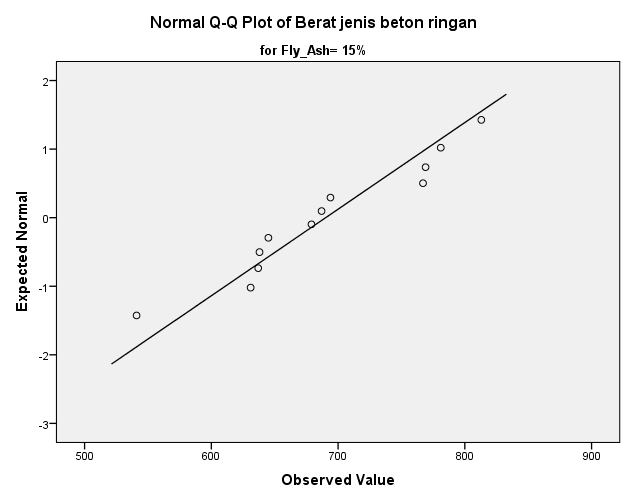 Normal Q-Q Plot of Berat jenis beton ringan
for Fly_Ash= 15%
Expected Normal
2
1
0
-1
-2
-3
500 600 700 800 900
Observed Value